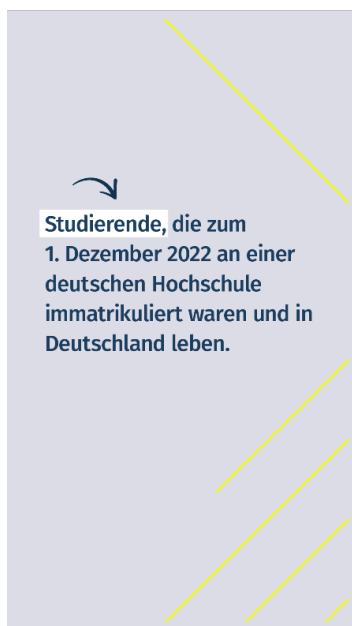 Studierende, die zum
1. Dezember 2022 an einer
deutschen Hochschule
immatrikuliert waren und in
Deutschland leben.